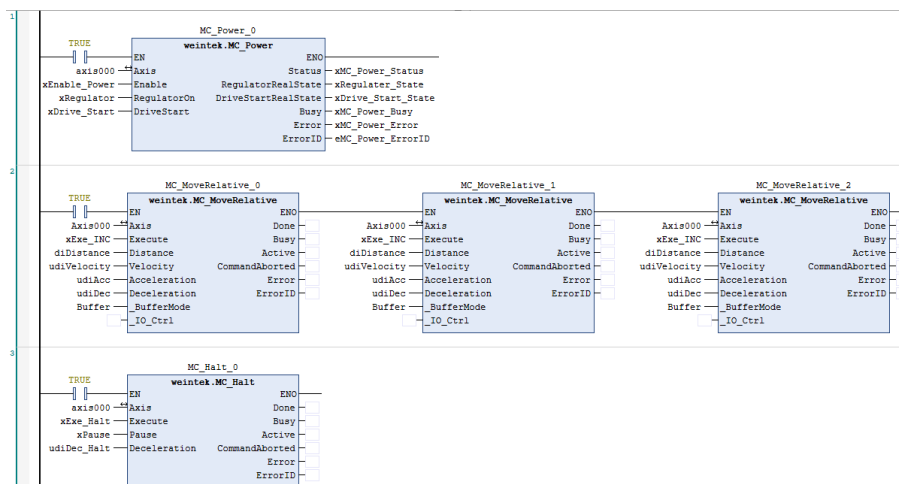 1
MC_Power_0
TRUE
weintek.MC_Power
EN ENO
axis000 Axis Status xMC_Power_Status
xEnable_Power Enable RegulatorRealState xRegulater_State
xRegulator RegulatorOn DriveStartRealState xDrive_Start_State
xDrive_Start DriveStart Busy xMC_Power_Busy
Error xMC_Power_Error
ErrorID eMC_Power_ErrorID
2
MC_MoveRelative_0 MC_MoveRelative_1 MC_MoveRelative_2
TRUE weintek.MC_MoveRelative weintek.MC_MoveRelative weintek.MC_MoveRelative
EN ENO EN ENO EN ENO
Axis000 Axis Done Axis000 Axis Done Axis000 Axis Done
xExe_INC Execute Busy xExe_INC Execute Busy xExe_INC Execute Busy
diDistance Distance Active diDistance Distance Active diDistance Distance Active
udiVelocity Velocity CommandAborted udiVelocity Velocity CommandAborted udiVelocity Velocity CommandAborted
udiAcc Acceleration Error udiAcc Acceleration Error udiAcc Acceleration Error
udiDec Deceleration ErrorID udiDec Deceleration ErrorID udiDec Deceleration ErrorID
Buffer _BufferMode Buffer _BufferMode Buffer _BufferMode
_IO_Ctrl _IO_Ctrl _IO_Ctrl
3
MC_Halt_0
TRUE weintek.MC_Halt
EN ENO
axis000 Axis Done
xExe_Halt Execute Busy
xPause Pause Active
udiDec_Halt Deceleration CommandAborted
Error
ErrorID